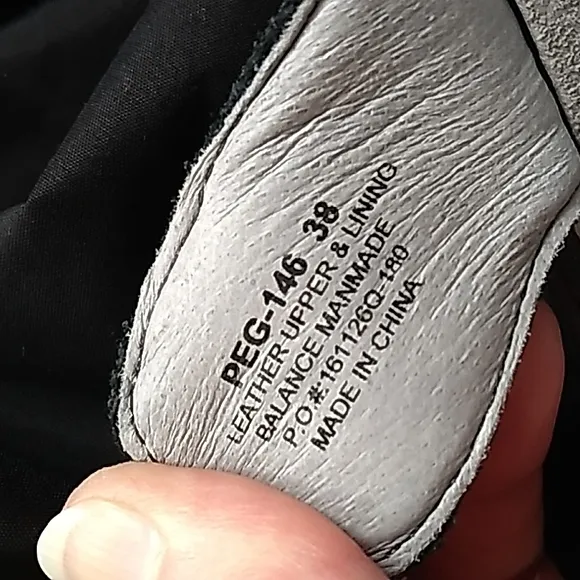 PEG-146 38
LEATHER UPPER & LINING
BALANCE MANMADE
P.O#:161126Q-180
MADE IN CHINA